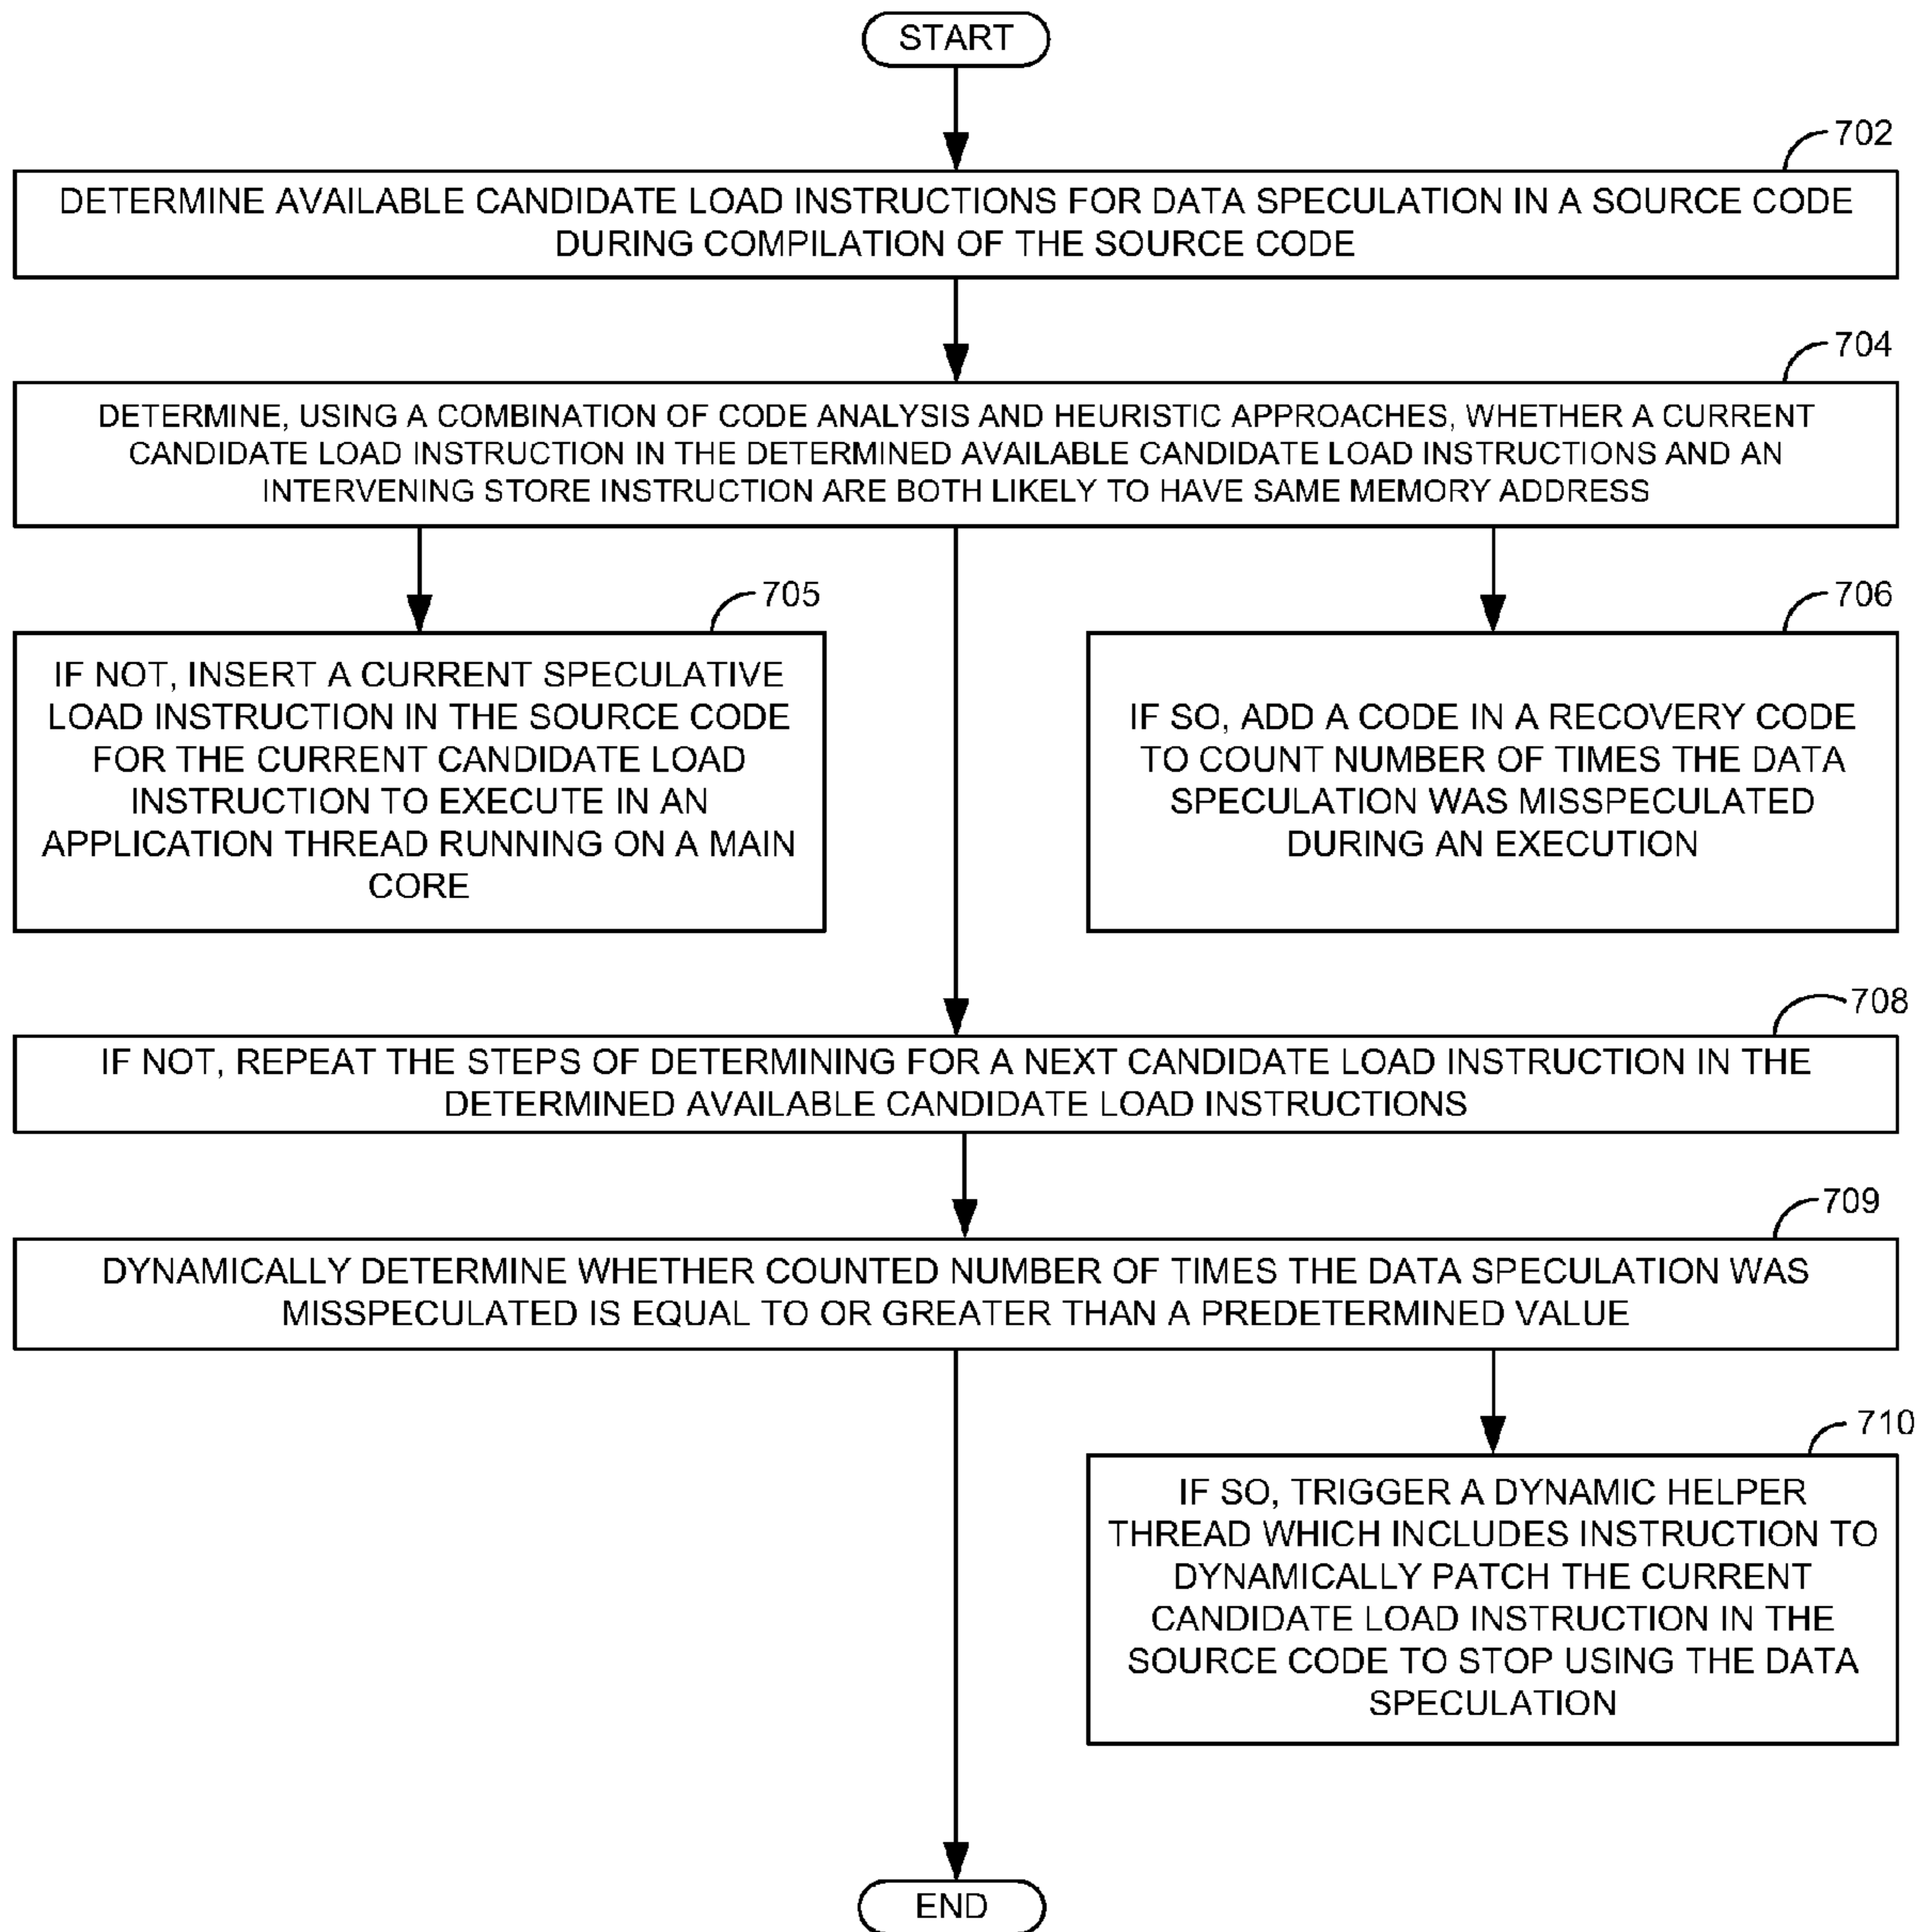 START
702
DETERMINE AVAILABLE CANDIDATE LOAD INSTRUCTIONS FOR DATA SPECULATION IN A SOURCE CODE
DURING COMPILATION OF THE SOURCE CODE
704
DETERMINE, USING A COMBINATION OF CODE ANALYSIS AND HEURISTIC APPROACHES, WHETHER A CURRENT
CANDIDATE LOAD INSTRUCTION IN THE DETERMINED AVAILABLE CANDIDATE LOAD INSTRUCTIONS AND AN
INTERVENING STORE INSTRUCTION ARE BOTH LIKELY TO HAVE SAME MEMORY ADDRESS
705
IF NOT, INSERT A CURRENT SPECULATIVE
LOAD INSTRUCTION IN THE SOURCE CODE
FOR THE CURRENT CANDIDATE LOAD
INSTRUCTION TO EXECUTE IN AN
APPLICATION THREAD RUNNING ON A MAIN
CORE
706
IF SO, ADD A CODE IN A RECOVERY CODE
TO COUNT NUMBER OF TIMES THE DATA
SPECULATION WAS MISSPECULATED
DURING AN EXECUTION
708
IF NOT, REPEAT THE STEPS OF DETERMINING FOR A NEXT CANDIDATE LOAD INSTRUCTION IN THE
DETERMINED AVAILABLE CANDIDATE LOAD INSTRUCTIONS
709
DYNAMICALLY DETERMINE WHETHER COUNTED NUMBER OF TIMES THE DATA SPECULATION WAS
MISSPECULATED IS EQUAL TO OR GREATER THAN A PREDETERMINED VALUE
710
IF SO, TRIGGER A DYNAMIC HELPER
THREAD WHICH INCLUDES INSTRUCTION TO
DYNAMICALLY PATCH THE CURRENT
CANDIDATE LOAD INSTRUCTION IN THE
SOURCE CODE TO STOP USING THE DATA
SPECULATION
END